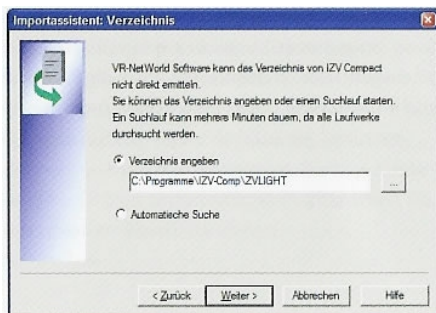 Importassistent: Verzeichnis
VR-NetWorld Software kann das Verzeichnis von IZV Compact
nicht direkt ermitteln.
Sie können das Verzeichnis angeben oder einen Suchlauf starten.
Ein Suchlauf kann mehrere Minuten dauern, da alle Laufwerke
durchsucht werden.
Verzeichnis angeben
C:\Programme\IZV-Comp\ZVLIGHT
...
Automatische Suche
< Zurück
Weiter >
Abbrechen
Hilfe